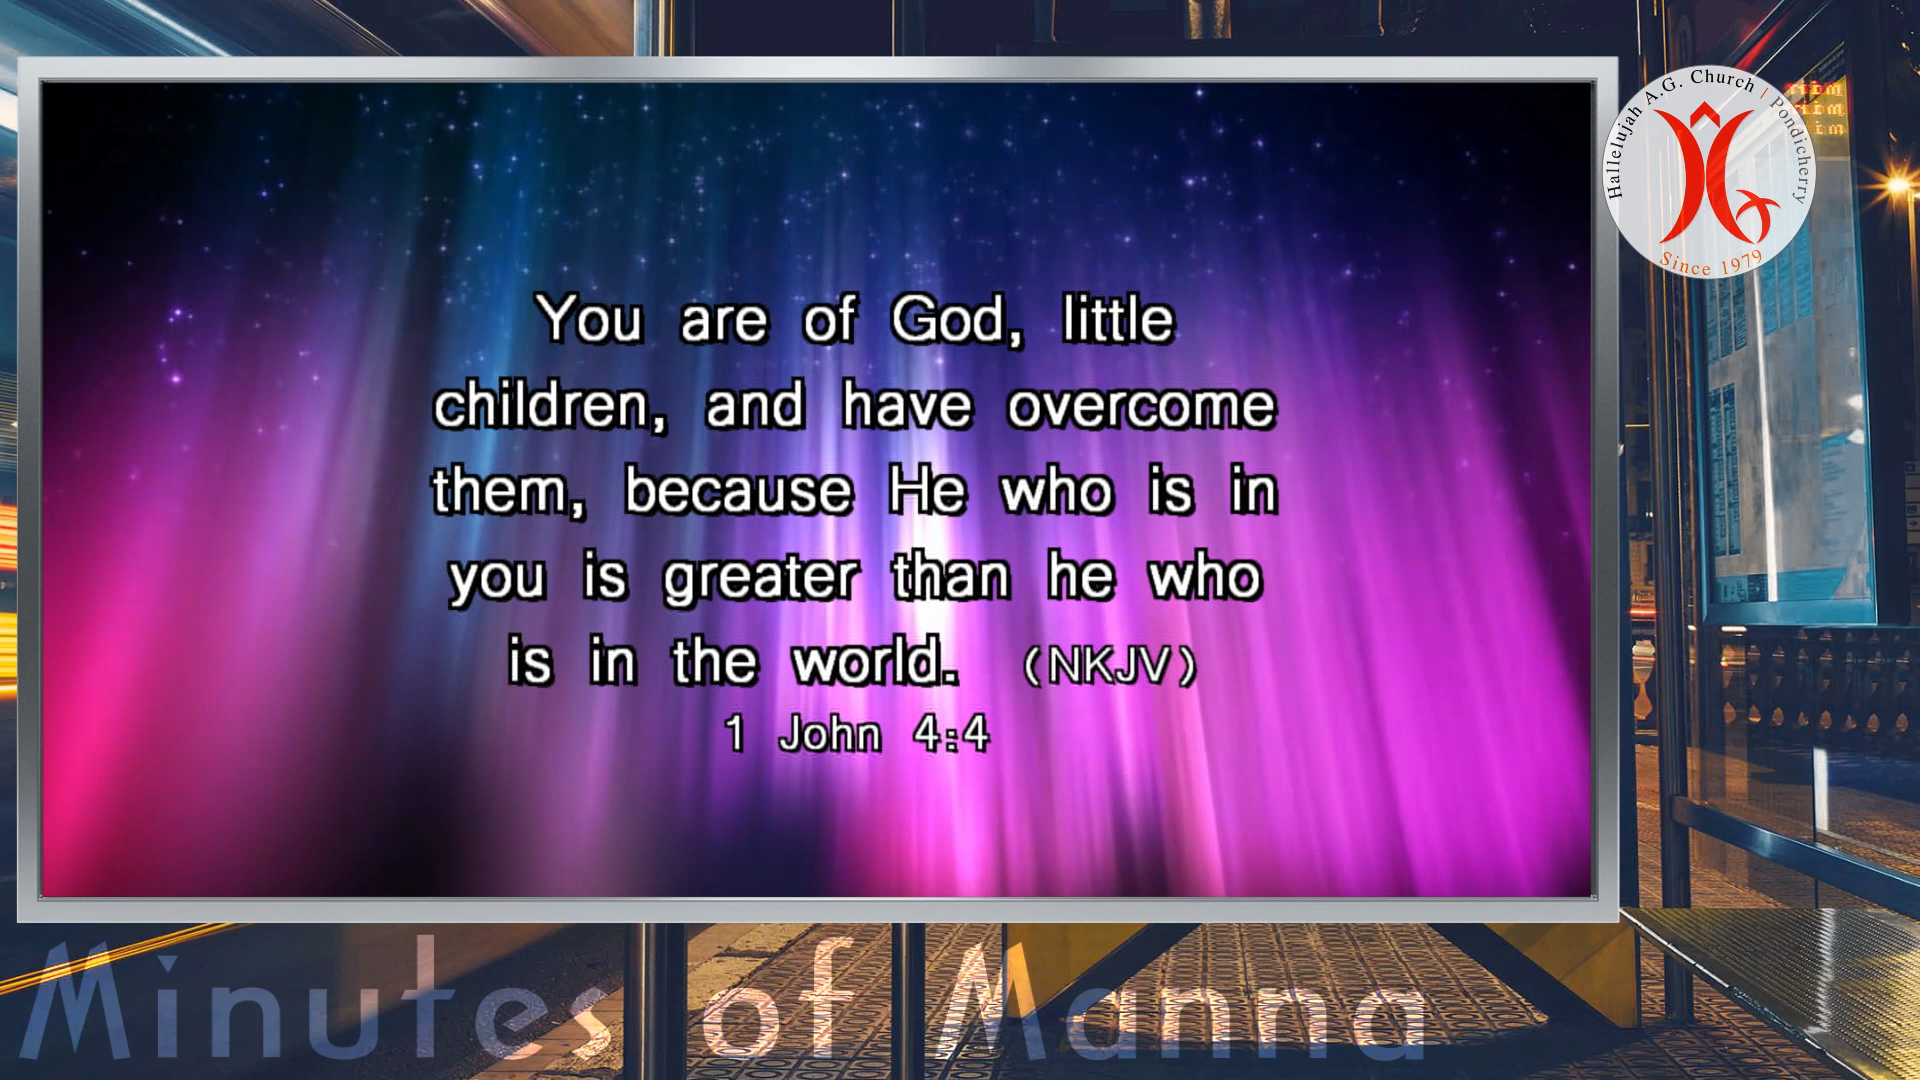 Hallelujah A.G. Church | Pondicherry
Since 1979
You are of God, little
children, and have overcome
them, because He who is in
you is greater than he who
is in the world. (NKJV)
1 John 4:4
Minutes of Manna